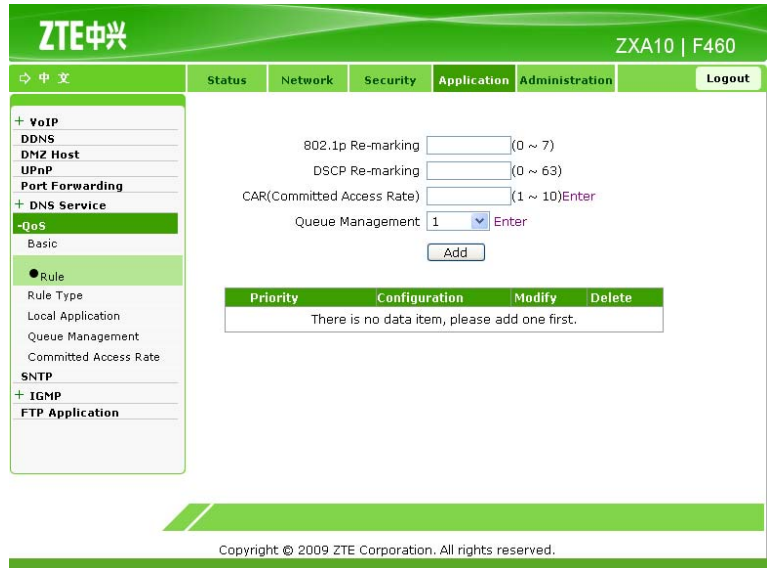 ZTE中兴
ZXA10 | F460
中 文
Status Network Security Application Administration Logout
+ VoIP
DDNS
DMZ Host
UPnP
Port Forwarding
+ DNS Service
-QoS
Basic
Rule
Rule Type
Local Application
Queue Management
Committed Access Rate
SNTP
+ IGMP
FTP Application
802.1p Re-marking (0 ~ 7)
DSCP Re-marking (0 ~ 63)
CAR(Committed Access Rate) (1 ~ 10)Enter
Queue Management 1 Enter
Add
Priority Configuration Modify Delete
There is no data item, please add one first.
Copyright © 2009 ZTE Corporation. All rights reserved.